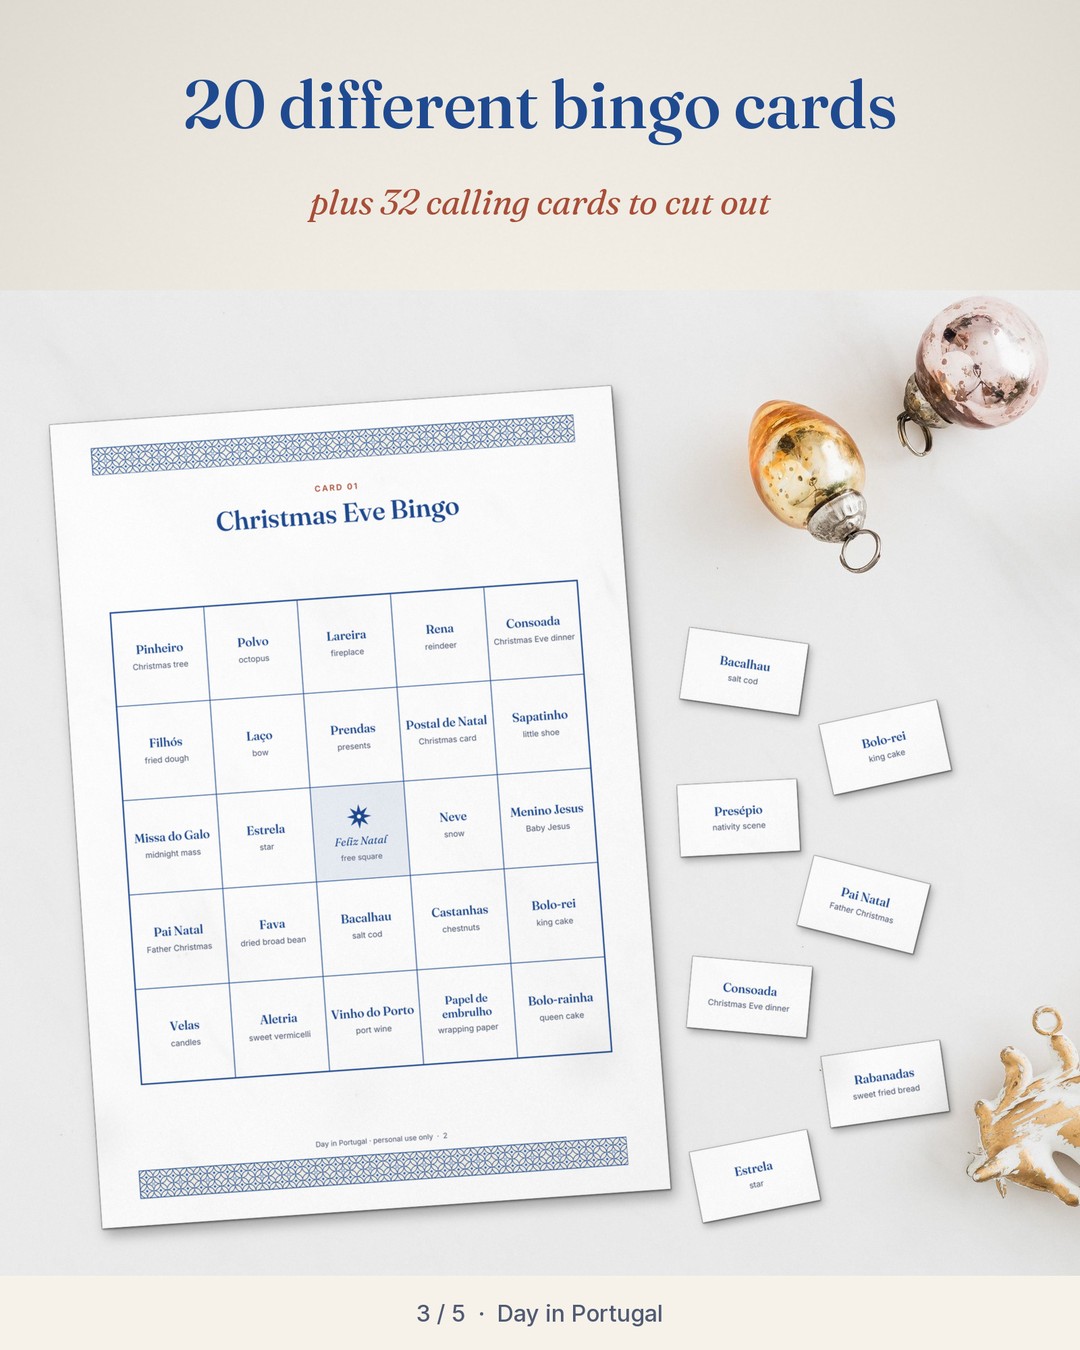 20 different bingo cards
plus 32 calling cards to cut out
CARD 01
Christmas Eve Bingo
Pinheiro
Christmas tree
Polvo
octopus
Lareira
fireplace
Rena
reindeer
Consoada
Christmas Eve dinner
Filhós
fried dough
Laço
bow
Prendas
presents
Postal de Natal
Christmas card
Sapatinho
little shoe
Missa do Galo
midnight mass
Estrela
star
Feliz Natal
free square
Neve
snow
Menino Jesus
Baby Jesus
Pai Natal
Father Christmas
Fava
dried broad bean
Bacalhau
salt cod
Castanhas
chestnuts
Bolo-rei
king cake
Velas
candles
Aletria
sweet vermicelli
Vinho do Porto
port wine
Papel de
embrulho
wrapping paper
Bolo-rainha
queen cake
Day in Portugal · personal use only · 2
Bacalhau
salt cod
Bolo-rei
king cake
Presépio
nativity scene
Pai Natal
Father Christmas
Consoada
Christmas Eve dinner
Rabanadas
sweet fried bread
Estrela
star
3 / 5 · Day in Portugal